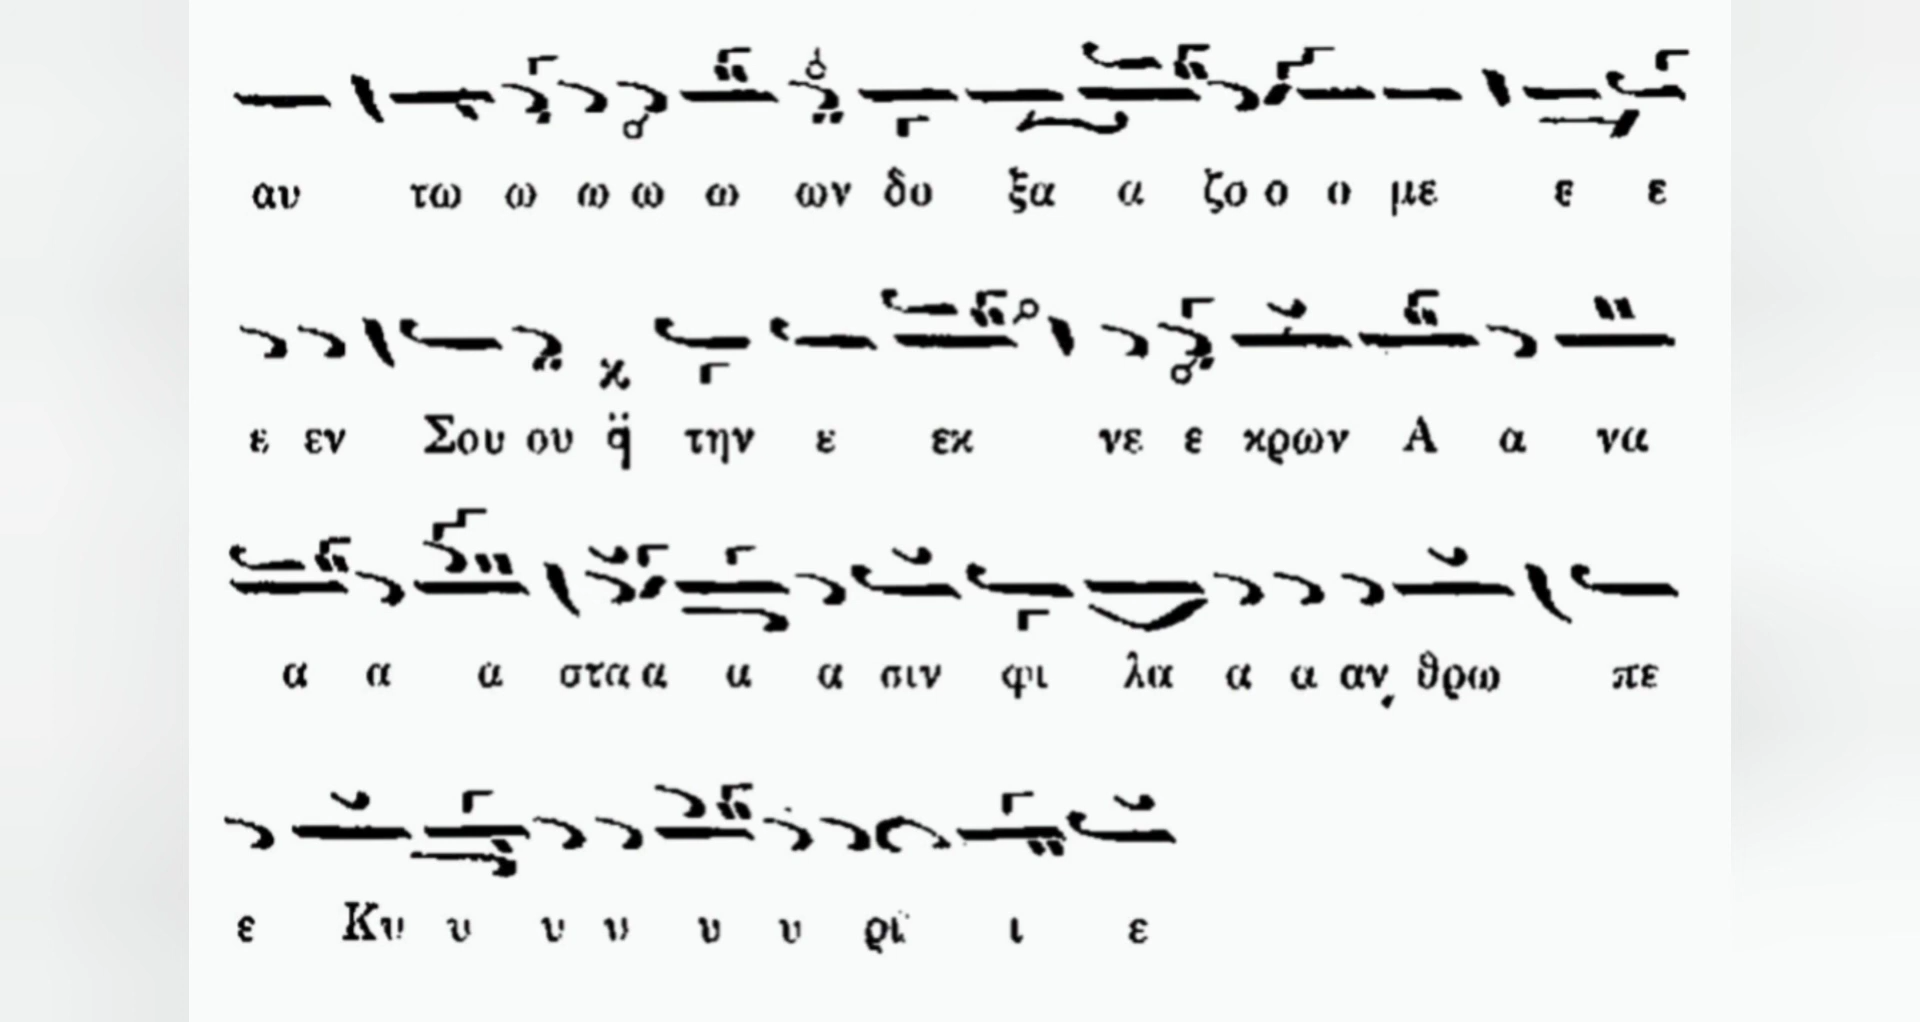 αυ τω ω ω ω ω ων δο ξα α ζο ο ο με ε ε
ε εν Σου ου q̈ την ε εκ νε ε κρων Α α να
α α α στα α α α σιν φι λα α α αν θρω πε
ε Κυ υ υ υ υ υ ρι ι ε